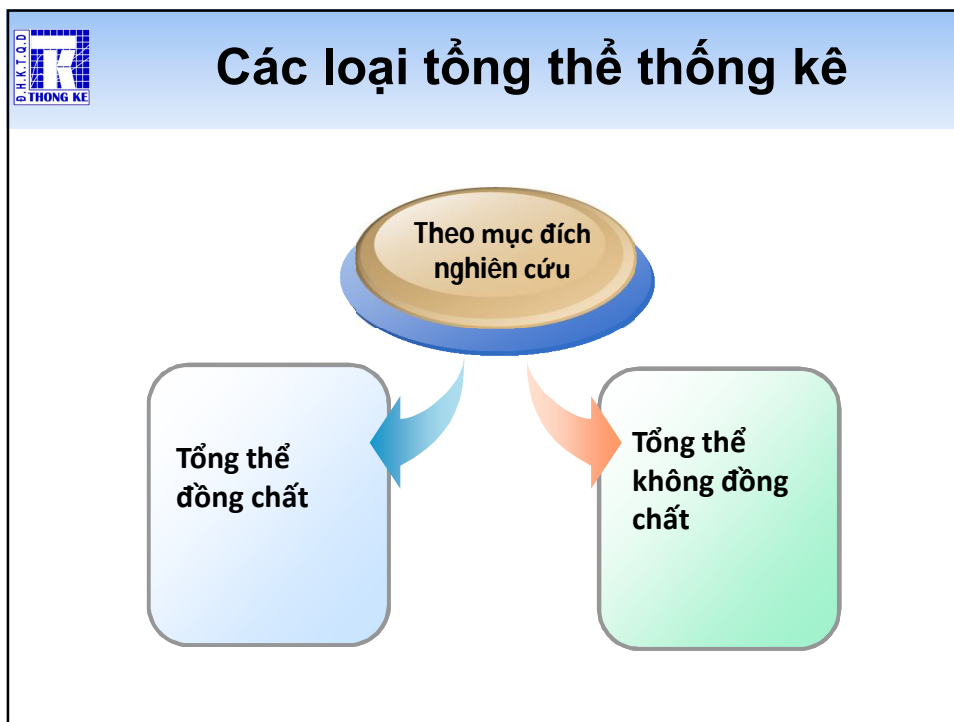 Đ.H.K.T.Q.D
TK
THONG KE
Các loại tổng thể thống kê
Theo mục đích
nghiên cứu
Tổng thể
đồng chất
Tổng thể
không đồng
chất